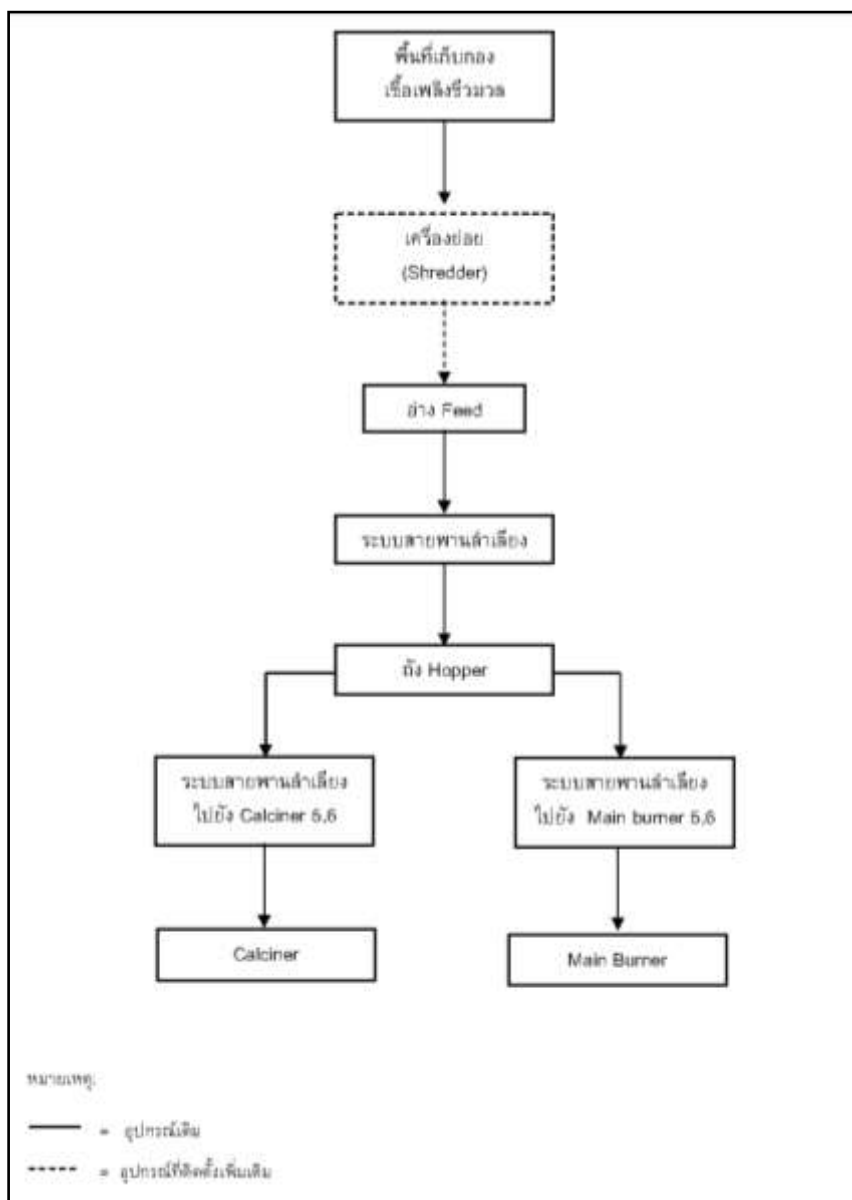 พื้นที่เก็บกอง
เชื้อเพลิงชีวมวล
เครื่องย่อย
(Shredder)
อ่าง Feed
ระบบสายพานลำเลียง
ถัง Hopper
ระบบสายพานลำเลียง
ไปยัง Calciner 5,6
ระบบสายพานลำเลียง
ไปยัง Main burner 5,6
Calciner
Main Burner
หมายเหตุ:
= อุปกรณ์เดิม
= อุปกรณ์ที่ติดตั้งเพิ่มเติม